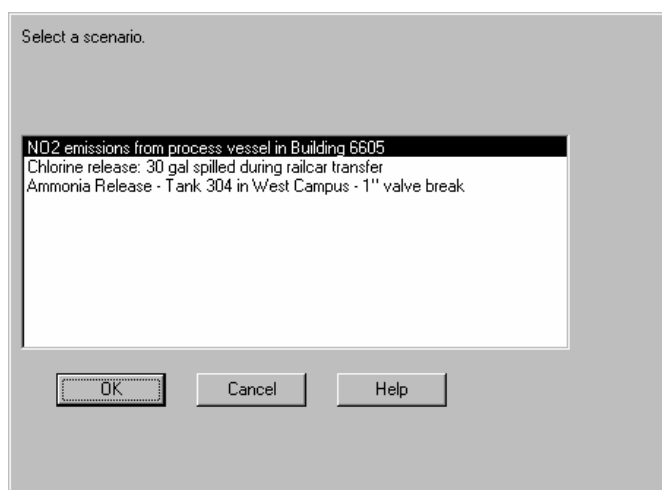 Select a scenario.
NO2 emissions from process vessel in Building 6605
Chlorine release: 30 gal spilled during railcar transfer
Ammonia Release - Tank 304 in West Campus - 1" valve break
OK Cancel Help